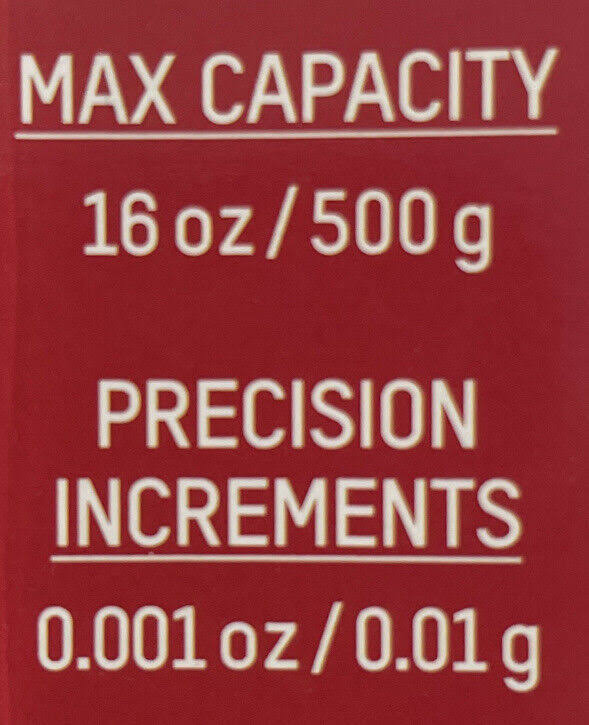 MAX CAPACITY
16 oz / 500 g
PRECISION
INCREMENTS
0.001 oz / 0.01 g